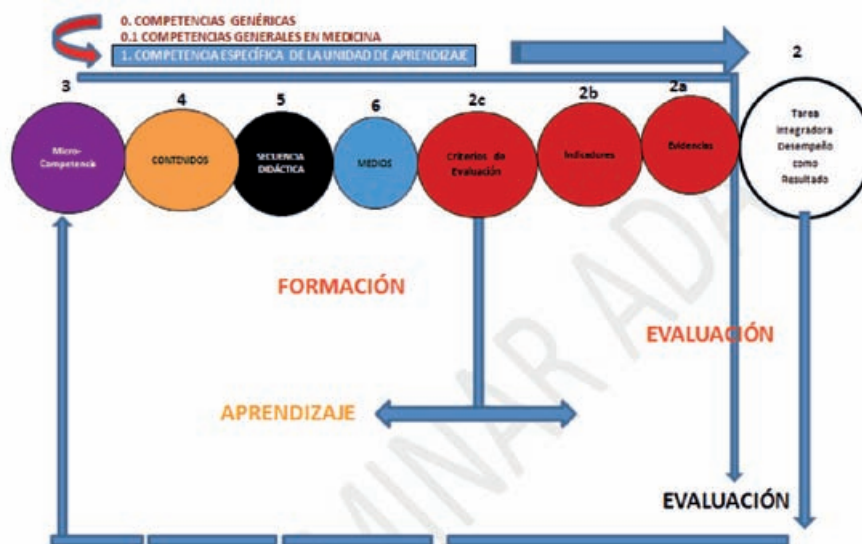 0. COMPETENCIAS GENÉRICAS
0.1 COMPETENCIAS GENERALES EN MEDICINA
1. COMPETENCIA ESPECÍFICA DE LA UNIDAD DE APRENDIZAJE
3
4
5
6
2c
2b
2a
2
Micro-
Competencia
CONTENIDOS
SECUENCIA
DIDÁCTICA
MEDIOS
Criterios de
Evaluación
Indicadores
Evidencias
Tarea
Integradora
Desempeño
como
Resultado
FORMACIÓN
EVALUACIÓN
APRENDIZAJE
EVALUACIÓN
MINAR ADA